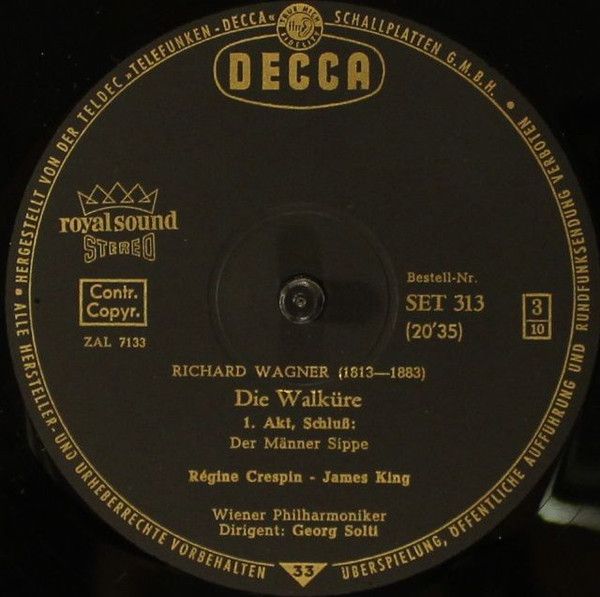 • ALLE HERSTELLER- UND URHEBERRECHTE VORBEHALTEN
• HERGESTELLT VON DER TELDEC »TELEFUNKEN-DECCA« SCHALLPLATTEN G.M.B.H. •
ÜBERSPIELUNG, ÖFFENTLICHE AUFFÜHRUNG UND RUNDFUNKSENDUNG VERBOTEN
DECCA
royal sound
STEREO
Contr.
Copyr.
ZAL 7133
Bestell-Nr.
SET 313
(20'35)
3
10
RICHARD WAGNER (1813—1883)
Die Walküre
1. Akt, Schluß:
Der Männer Sippe
Régine Crespin - James King
Wiener Philharmoniker
Dirigent: Georg Solti
33